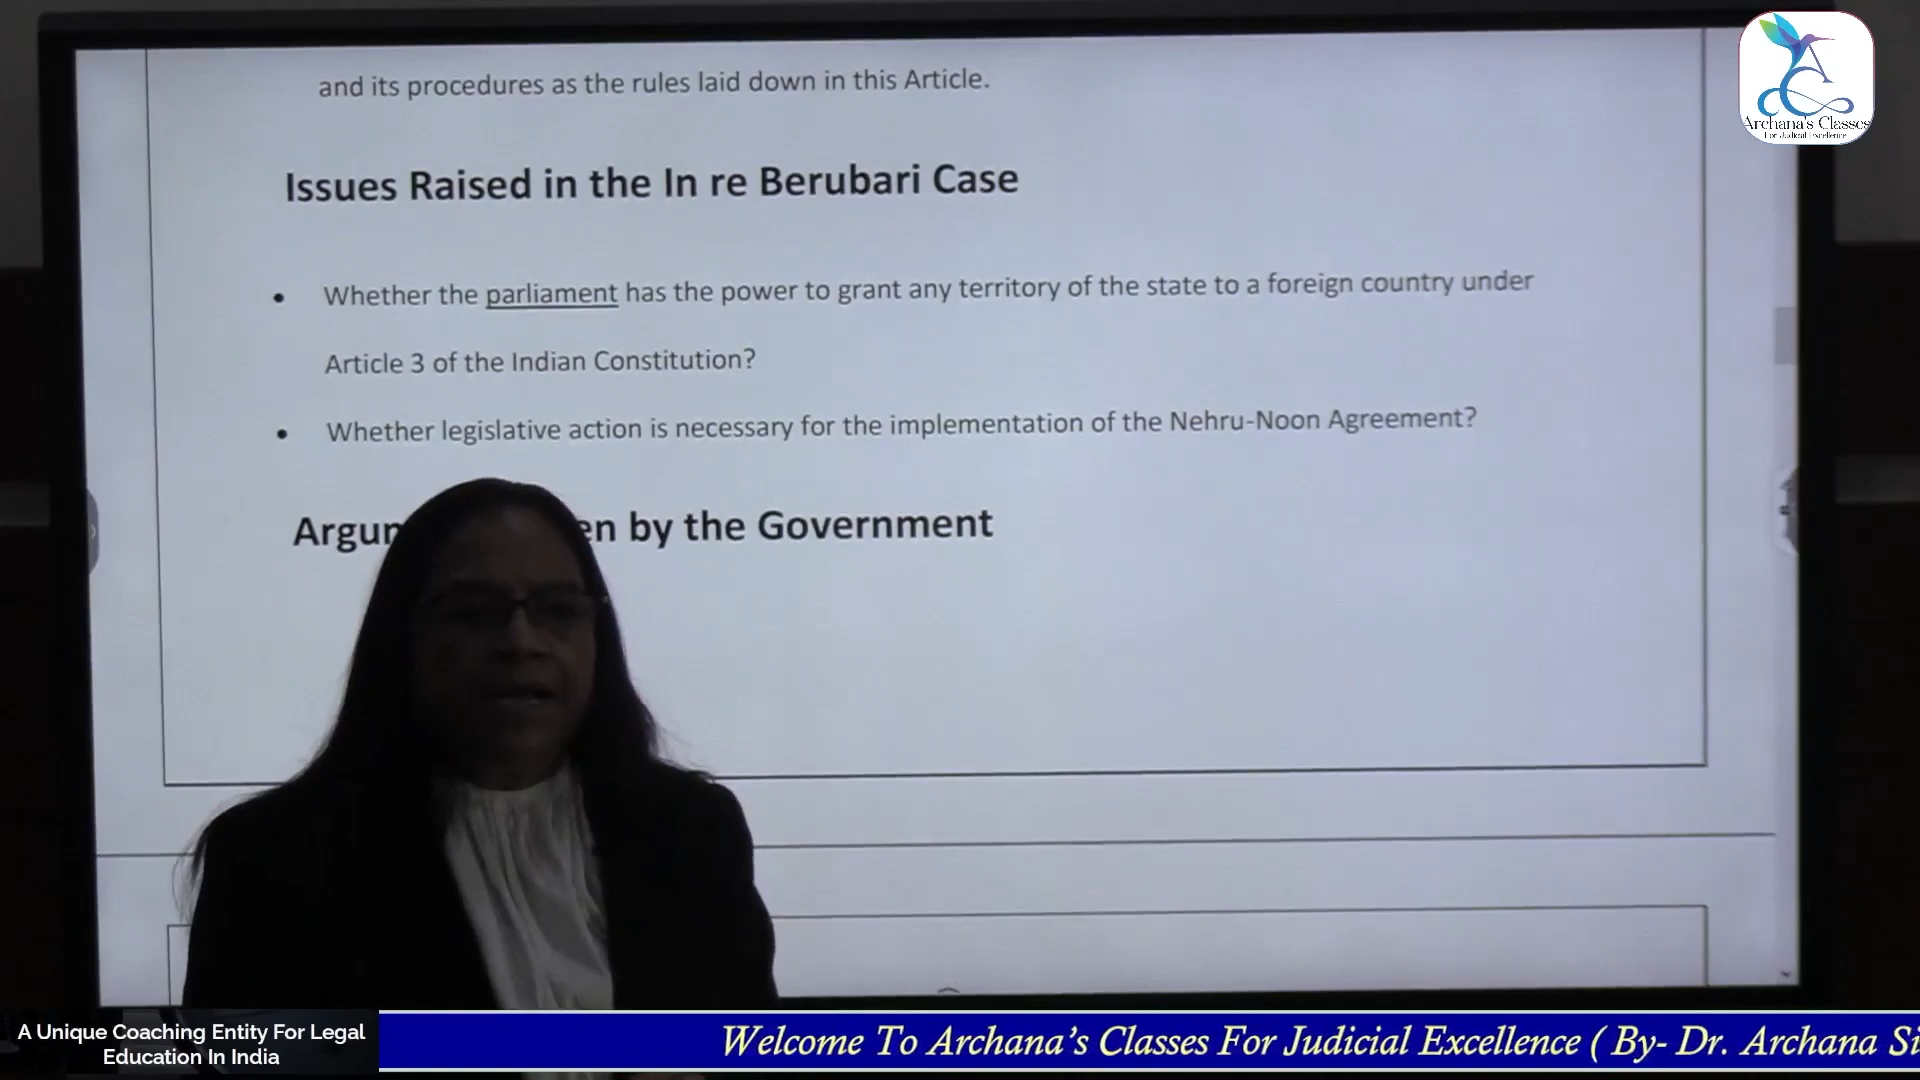 and its procedures as the rules laid down in this Article.
Archana's Classes
For Judicial Excellence
Issues Raised in the In re Berubari Case
• Whether the parliament has the power to grant any territory of the state to a foreign country under
Article 3 of the Indian Constitution?
• Whether legislative action is necessary for the implementation of the Nehru-Noon Agreement?
by the Government
A Unique Coaching Entity For Legal
Education In India
Welcome To Archana's Classes For Judicial Excellence ( By- Dr. Archana